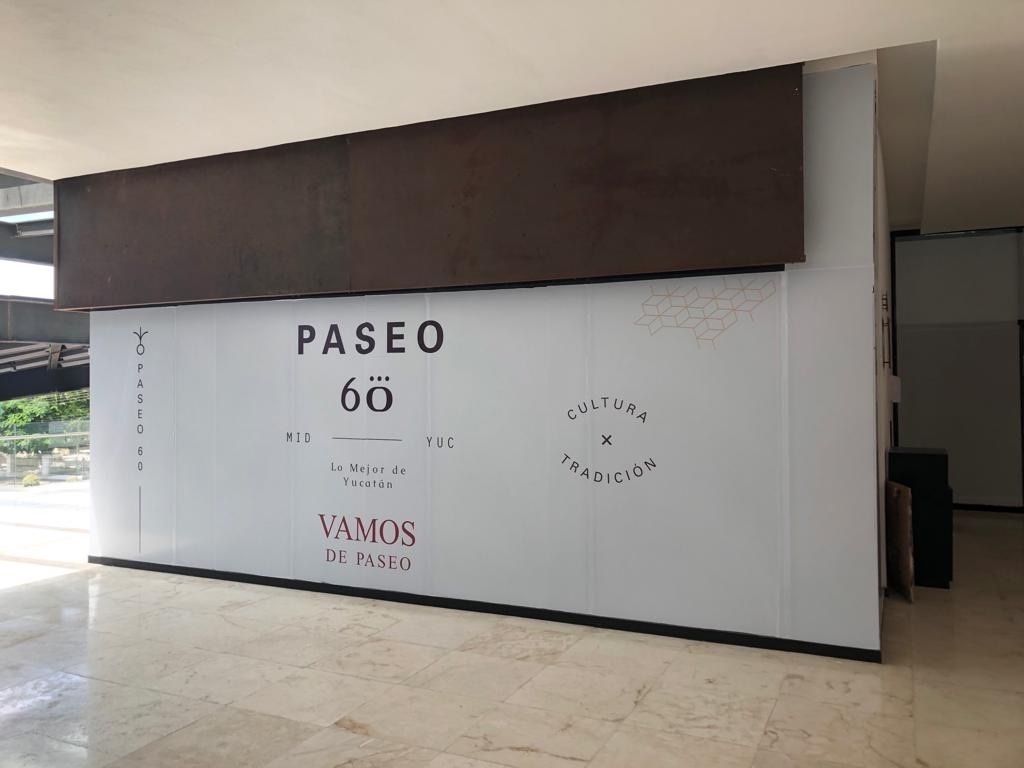 PASEO 60
PASEO
6ö
MID YUC
Lo Mejor de
Yucatán
VAMOS
DE PASEO
CULTURA
×
TRADICIÓN